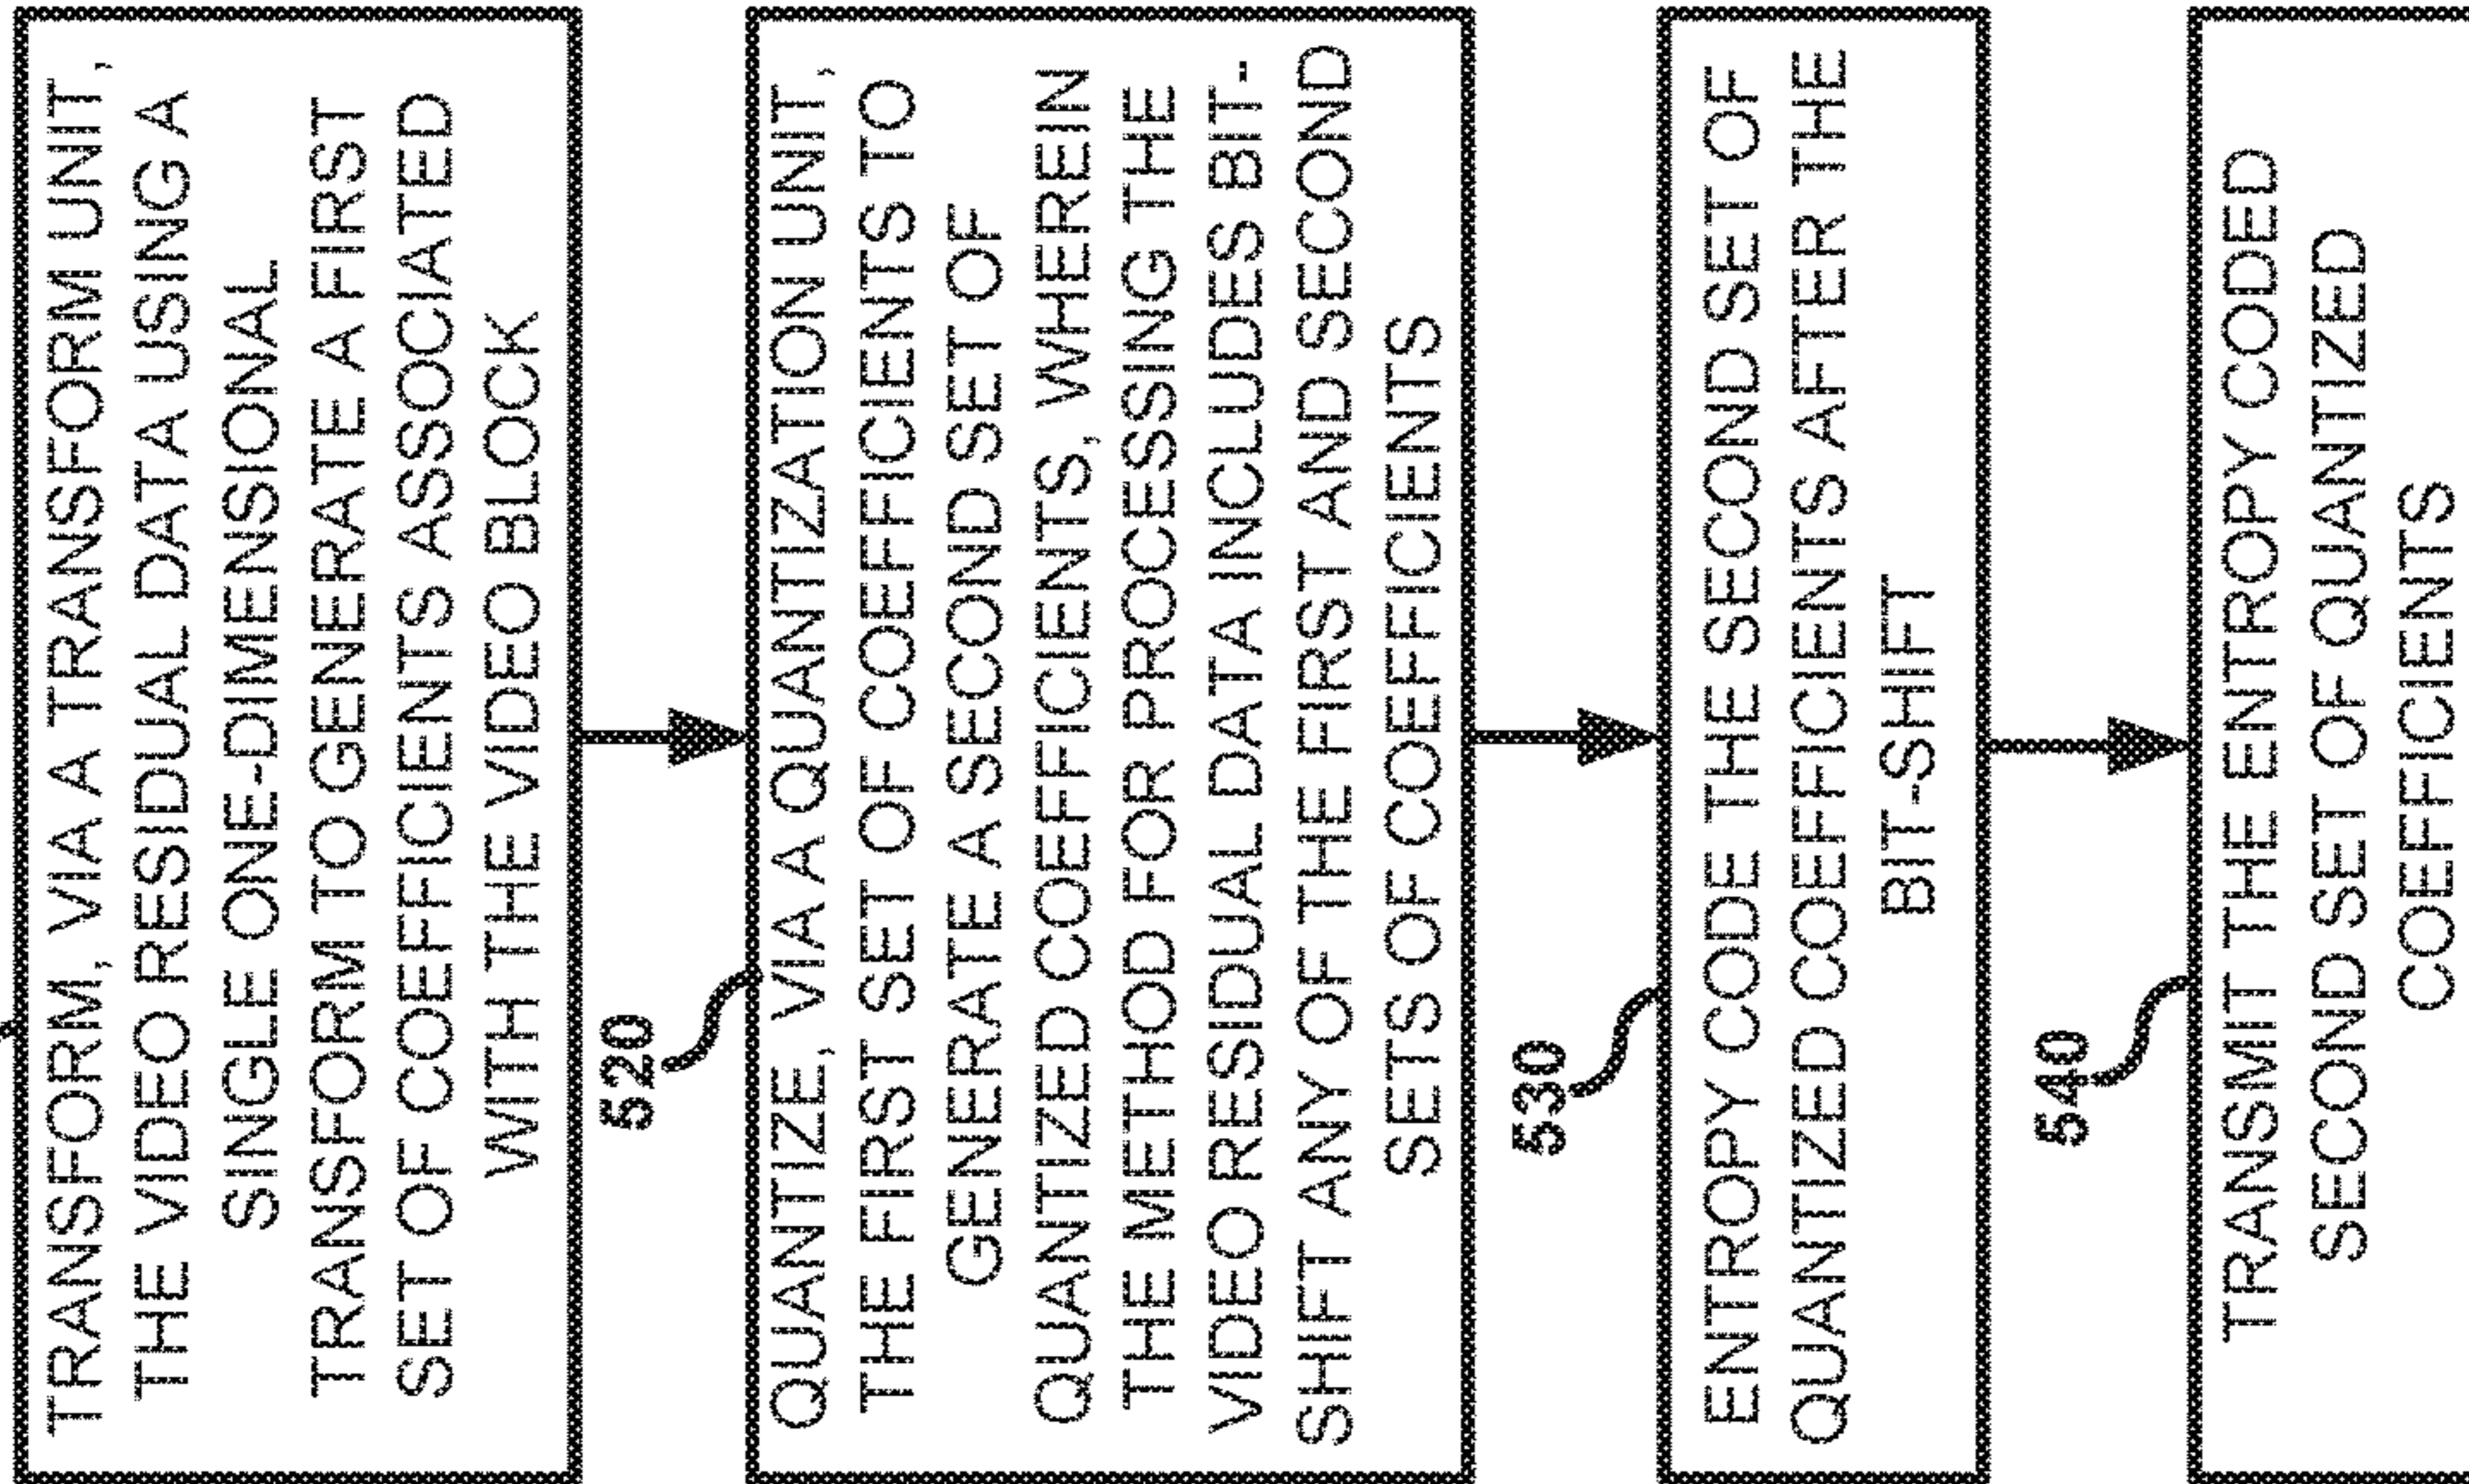 TRANSFORM, VIA A TRANSFORM UNIT,
THE VIDEO RESIDUAL DATA USING A
SINGLE ONE-DIMENSIONAL
TRANSFORM TO GENERATE A FIRST
SET OF COEFFICIENTS ASSOCIATED
WITH THE VIDEO BLOCK
520
QUANTIZE, VIA A QUANTIZATION UNIT,
THE FIRST SET OF COEFFICIENTS TO
GENERATE A SECOND SET OF
QUANTIZED COEFFICIENTS, WHEREIN
THE METHOD FOR PROCESSING THE
VIDEO RESIDUAL DATA INCLUDES BIT-
SHIFT ANY OF THE FIRST AND SECOND
SETS OF COEFFICIENTS
530
ENTROPY CODE THE SECOND SET OF
QUANTIZED COEFFICIENTS AFTER THE
BIT-SHIFT
540
TRANSMIT THE ENTROPY CODED
SECOND SET OF QUANTIZED
COEFFICIENTS